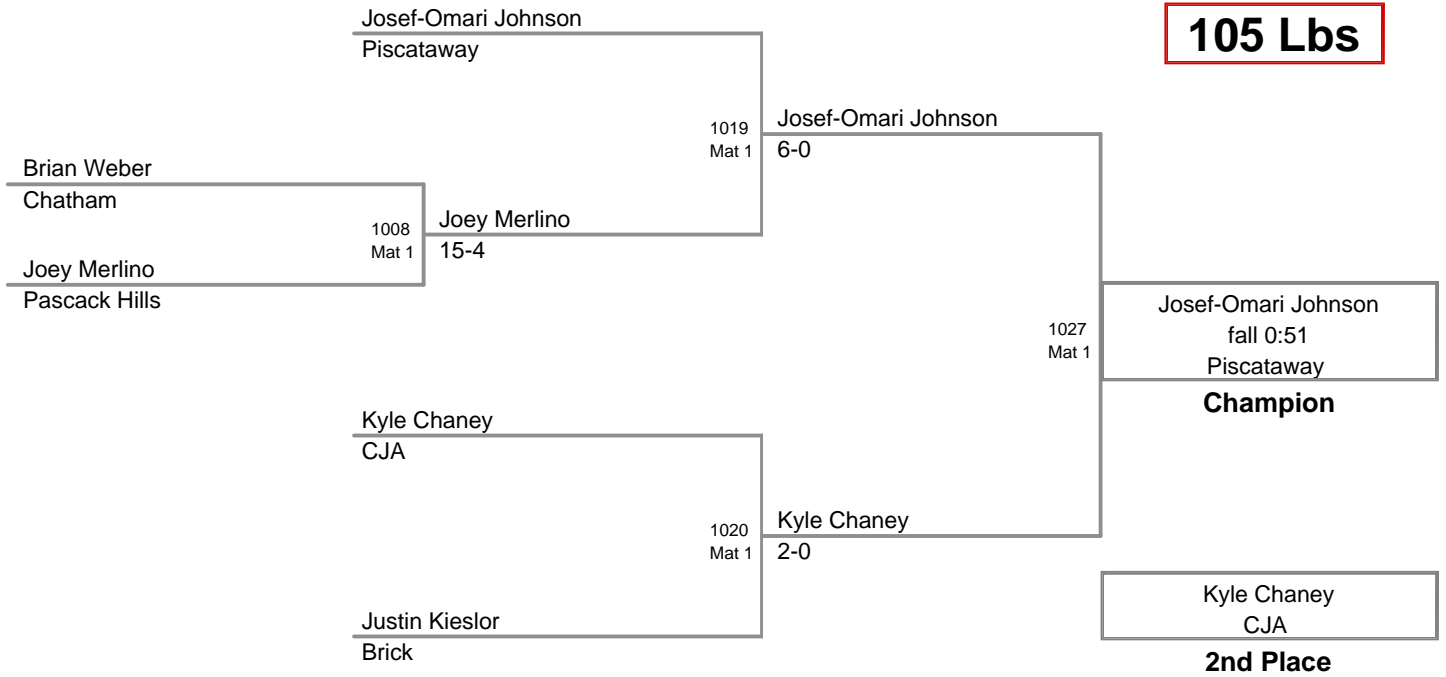 105 Lbs
Josef-Omari Johnson
Piscataway
1019
Mat 1
Josef-Omari Johnson
6-0
Brian Weber
Chatham
1008
Mat 1
Joey Merlino
15-4
Joey Merlino
Pascack Hills
1027
Mat 1
Josef-Omari Johnson
fall 0:51
Piscataway
Champion
Kyle Chaney
CJA
1020
Mat 1
Kyle Chaney
2-0
Justin Kieslor
Brick
Kyle Chaney
CJA
2nd Place